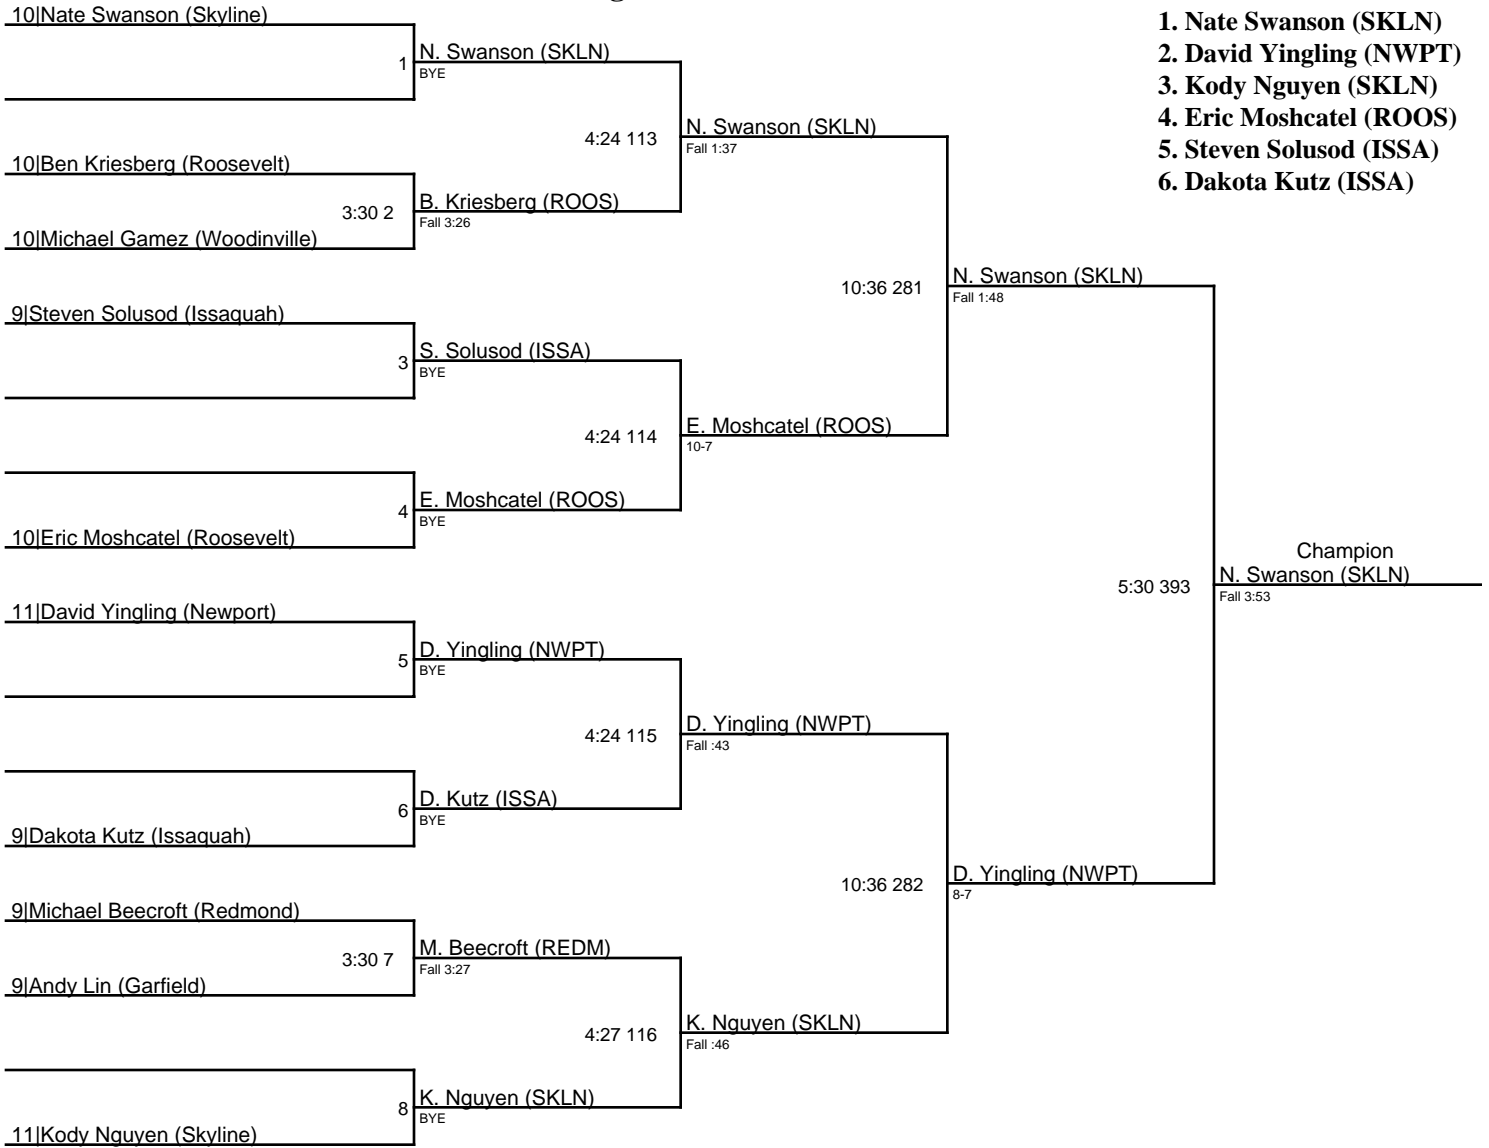 10|Nate Swanson (Skyline)
1
N. Swanson (SKLN)
BYE
4:24 113
N. Swanson (SKLN)
Fall 1:37
10|Ben Kriesberg (Roosevelt)
3:30 2
B. Kriesberg (ROOS)
Fall 3:26
10|Michael Gamez (Woodinville)
10:36 281
N. Swanson (SKLN)
Fall 1:48
9|Steven Solusod (Issaquah)
3
S. Solusod (ISSA)
BYE
4:24 114
E. Moshcatel (ROOS)
10-7
4
E. Moshcatel (ROOS)
BYE
10|Eric Moshcatel (Roosevelt)
5:30 393
Champion
N. Swanson (SKLN)
Fall 3:53
11|David Yingling (Newport)
5
D. Yingling (NWPT)
BYE
4:24 115
D. Yingling (NWPT)
Fall :43
6
D. Kutz (ISSA)
BYE
9|Dakota Kutz (Issaquah)
10:36 282
D. Yingling (NWPT)
8-7
9|Michael Beecroft (Redmond)
3:30 7
M. Beecroft (REDM)
Fall 3:27
9|Andy Lin (Garfield)
4:27 116
K. Nguyen (SKLN)
Fall :46
8
K. Nguyen (SKLN)
BYE
11|Kody Nguyen (Skyline)
1. Nate Swanson (SKLN)
2. David Yingling (NWPT)
3. Kody Nguyen (SKLN)
4. Eric Moshcatel (ROOS)
5. Steven Solusod (ISSA)
6. Dakota Kutz (ISSA)